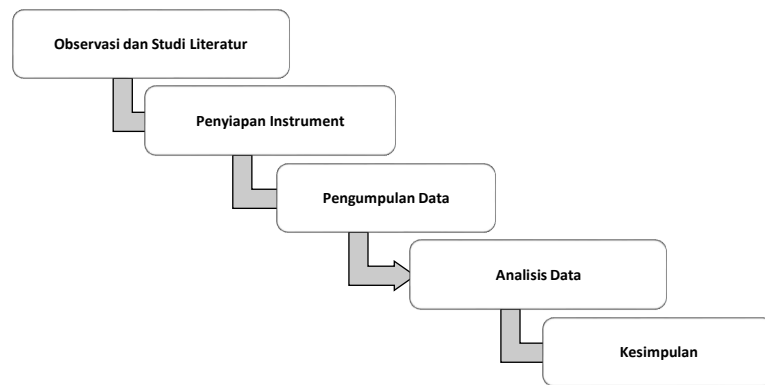 Observasi dan Studi Literatur
Penyiapan Instrument
Pengumpulan Data
Analisis Data
Kesimpulan